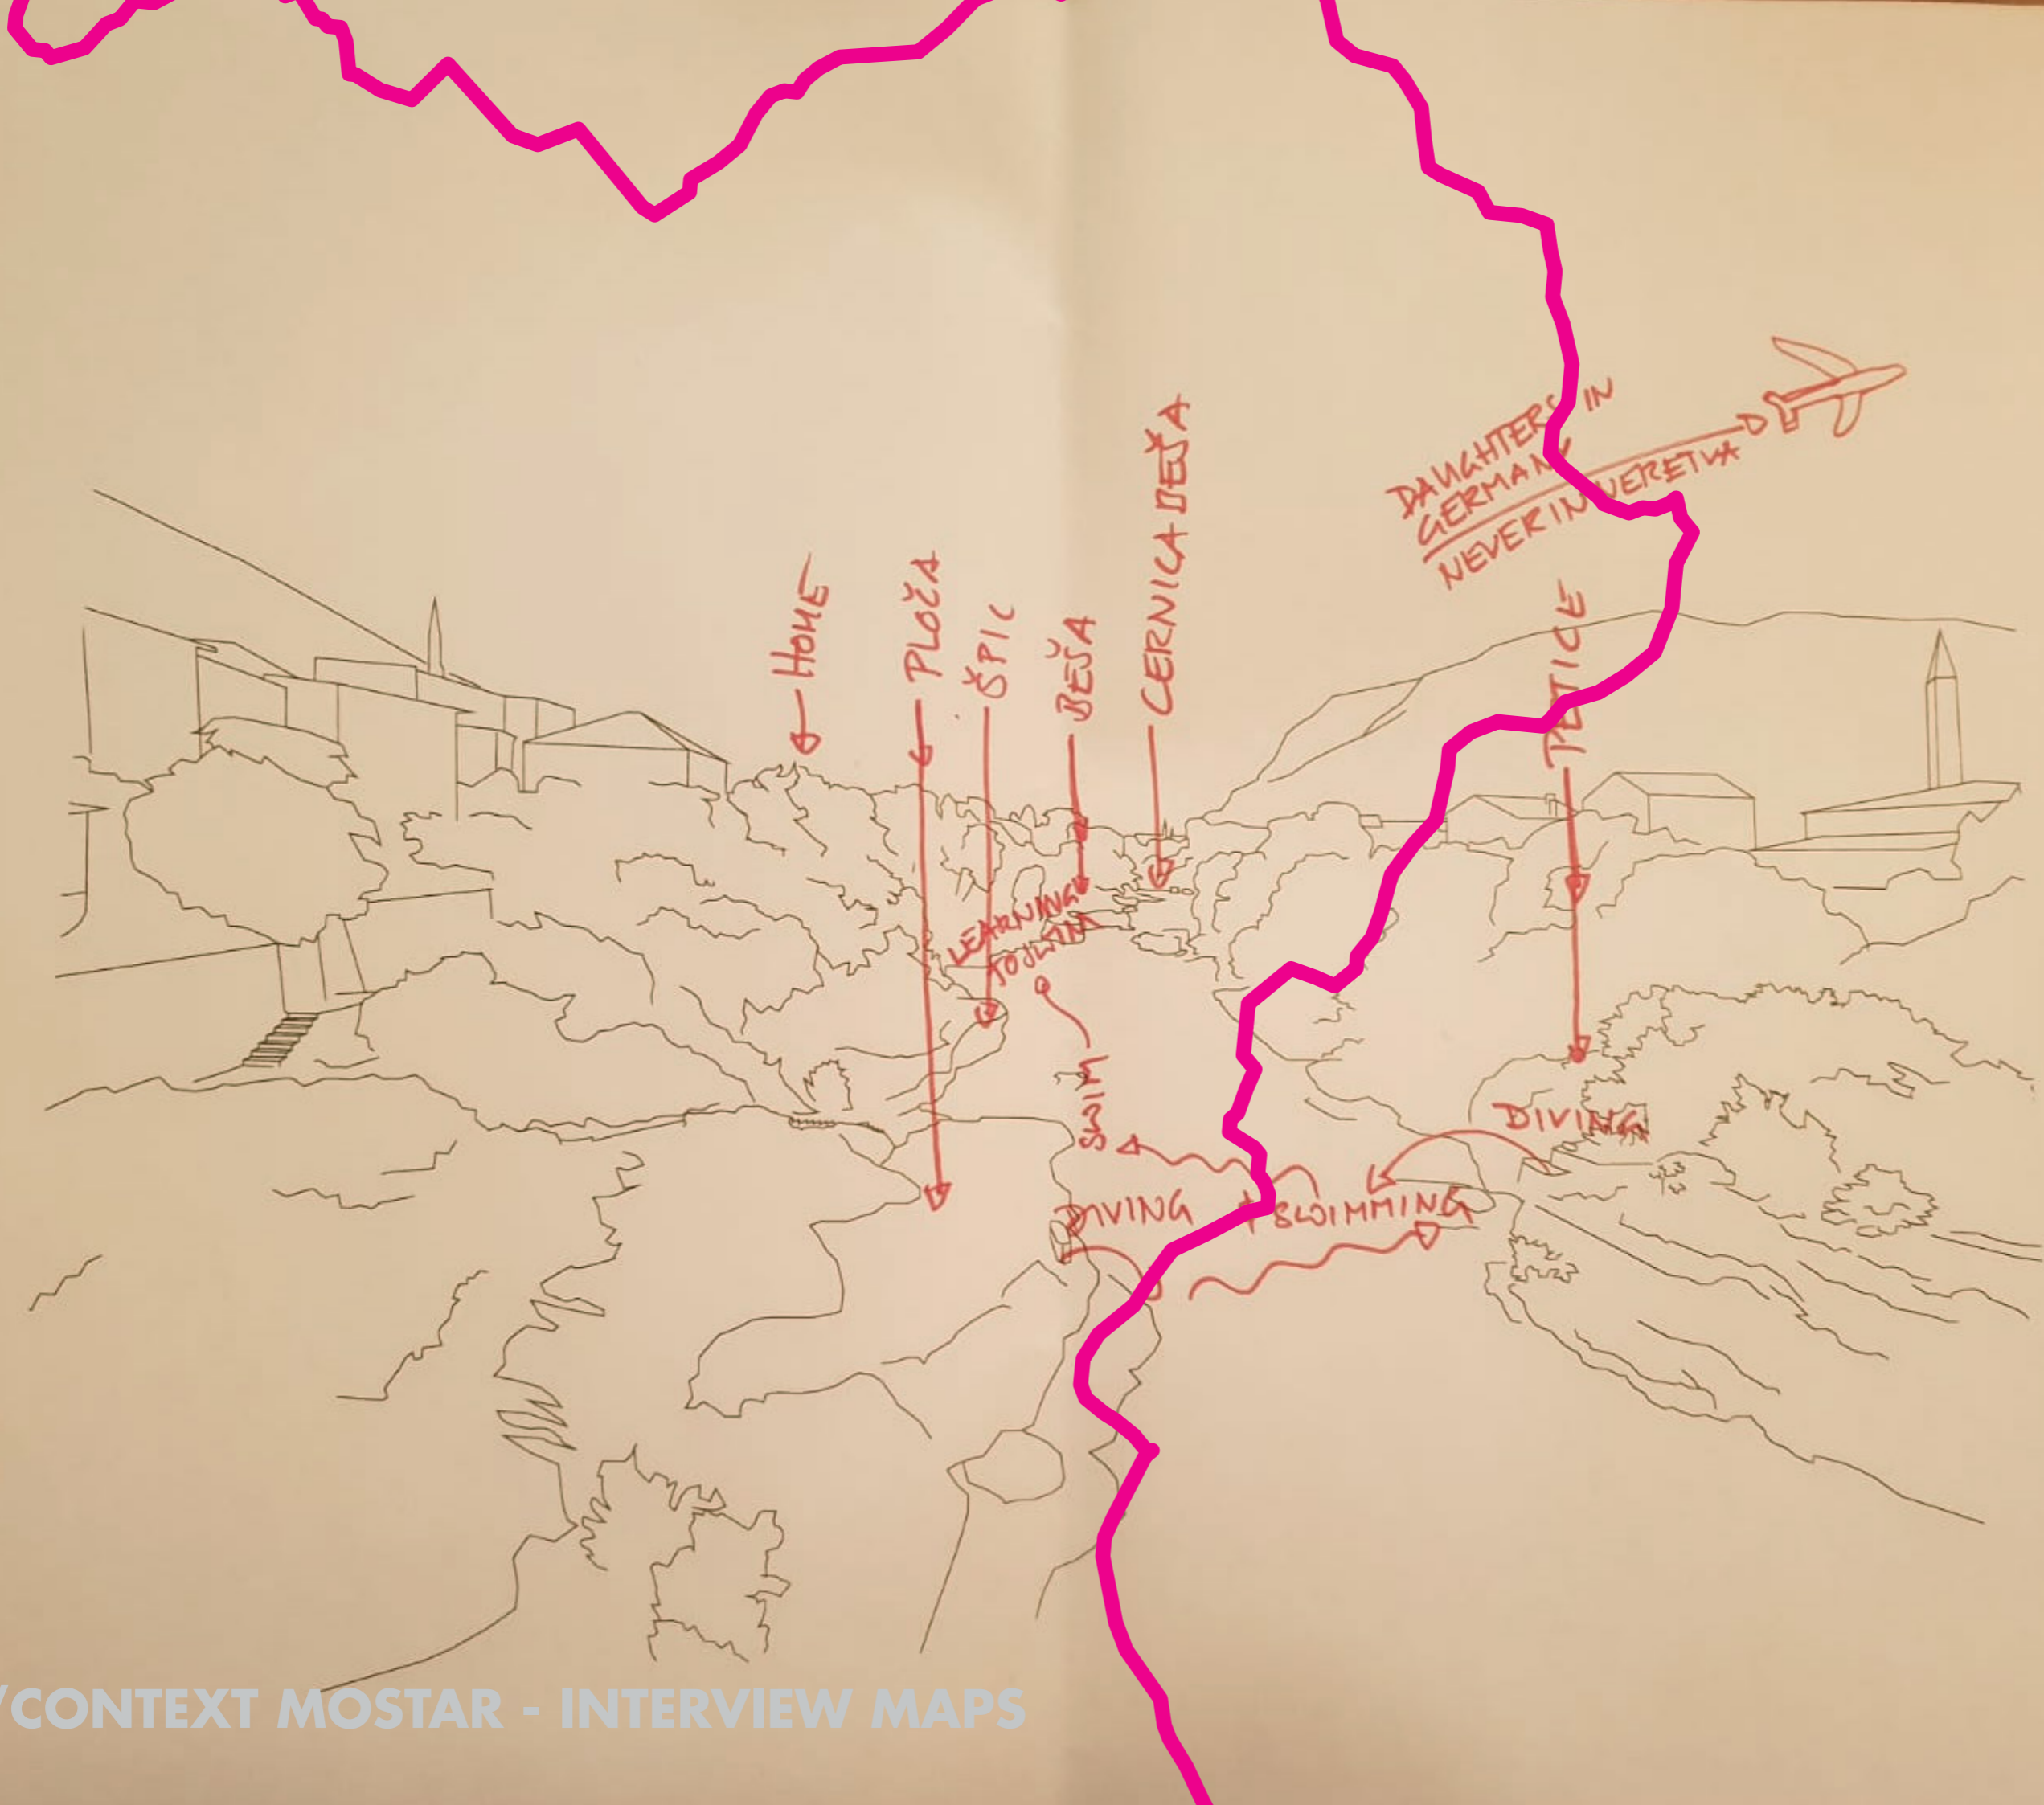 DAUGHTERS IN
GERMANY
NEVER IN NERETVA
HOME
PLOČA
ŠPIC
BEŠA
CERNICA BEŠA
LEARNING
TO SWIM
SWIM
DIVING
DIVING + SWIMMING
/CONTEXT MOSTAR - INTERVIEW MAPS